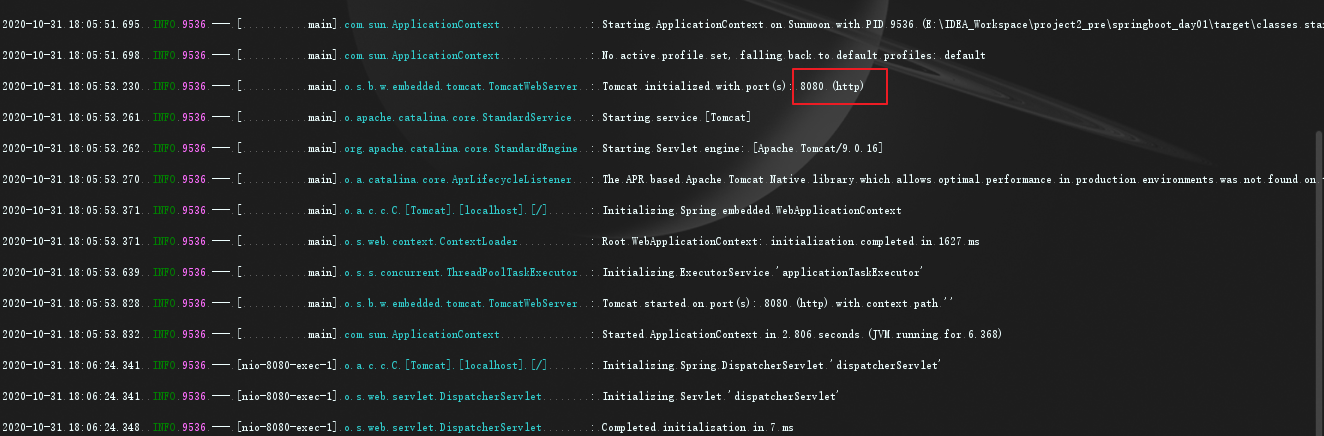 2020-10-31 18:05:51.695 INFO 9536 --- [ main] com.sun.ApplicationContext : Starting ApplicationContext on Sunmoon with PID 9536 (E:\IDEA_Workspace\project2_pre\springboot_day01\target\classes star
2020-10-31 18:05:51.698 INFO 9536 --- [ main] com.sun.ApplicationContext : No active profile set, falling back to default profiles: default
2020-10-31 18:05:53.230 INFO 9536 --- [ main] o.s.b.w.embedded.tomcat.TomcatWebServer : Tomcat initialized with port(s): 8080 (http)
2020-10-31 18:05:53.261 INFO 9536 --- [ main] o.apache.catalina.core.StandardService : Starting service [Tomcat]
2020-10-31 18:05:53.262 INFO 9536 --- [ main] org.apache.catalina.core.StandardEngine : Starting Servlet engine: [Apache Tomcat/9.0.16]
2020-10-31 18:05:53.270 INFO 9536 --- [ main] o.a.catalina.core.AprLifecycleListener : The APR based Apache Tomcat Native library which allows optimal performance in production environments was not found on
2020-10-31 18:05:53.371 INFO 9536 --- [ main] o.a.c.c.C.[Tomcat].[localhost].[/] : Initializing Spring embedded WebApplicationContext
2020-10-31 18:05:53.371 INFO 9536 --- [ main] o.s.web.context.ContextLoader : Root WebApplicationContext: initialization completed in 1627 ms
2020-10-31 18:05:53.639 INFO 9536 --- [ main] o.s.s.concurrent.ThreadPoolTaskExecutor : Initializing ExecutorService 'applicationTaskExecutor'
2020-10-31 18:05:53.828 INFO 9536 --- [ main] o.s.b.w.embedded.tomcat.TomcatWebServer : Tomcat started on port(s): 8080 (http) with context path ''
2020-10-31 18:05:53.832 INFO 9536 --- [ main] com.sun.ApplicationContext : Started ApplicationContext in 2.806 seconds (JVM running for 6.368)
2020-10-31 18:06:24.341 INFO 9536 --- [nio-8080-exec-1] o.a.c.c.C.[Tomcat].[localhost].[/] : Initializing Spring DispatcherServlet 'dispatcherServlet'
2020-10-31 18:06:24.341 INFO 9536 --- [nio-8080-exec-1] o.s.web.servlet.DispatcherServlet : Initializing Servlet 'dispatcherServlet'
2020-10-31 18:06:24.348 INFO 9536 --- [nio-8080-exec-1] o.s.web.servlet.DispatcherServlet : Completed initialization in 7 ms